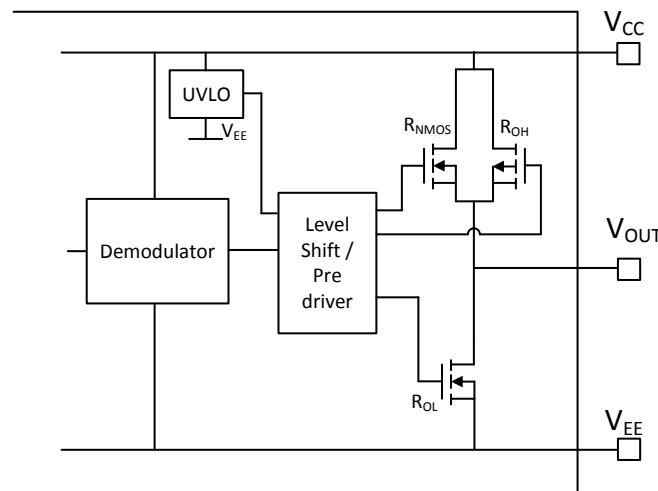 V_CC
UVLO
V_EE
R_NMOS
R_OH
Level
Shift /
Pre
driver
Demodulator
V_OUT
R_OL
V_EE